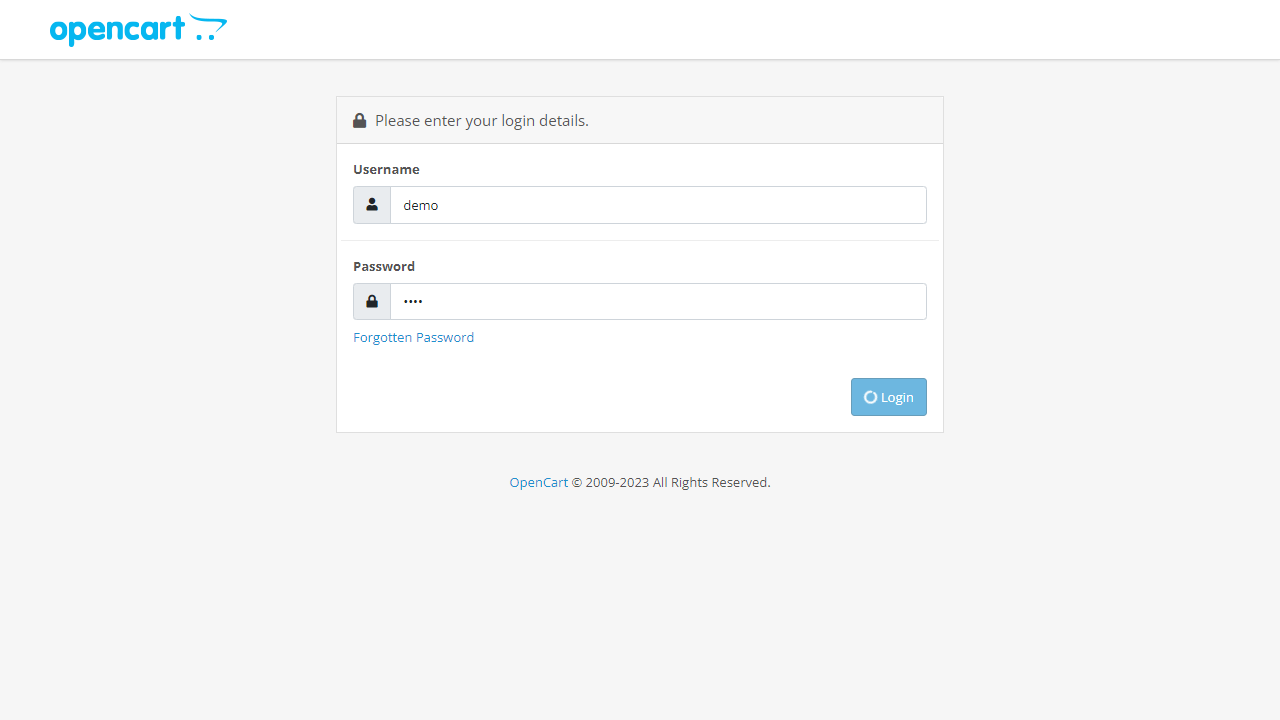 opencart
Please enter your login details.
Username
demo
Password
••••
Forgotten Password
Login
OpenCart © 2009-2023 All Rights Reserved.